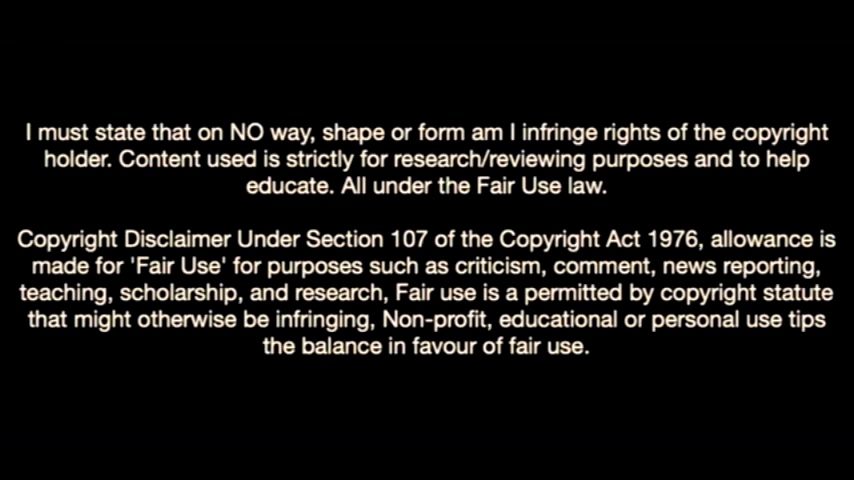 I must state that on NO way, shape or form am I infringe rights of the copyright
holder. Content used is strictly for research/reviewing purposes and to help
educate. All under the Fair Use law.
Copyright Disclaimer Under Section 107 of the Copyright Act 1976, allowance is
made for 'Fair Use' for purposes such as criticism, comment, news reporting,
teaching, scholarship, and research, Fair use is a permitted by copyright statute
that might otherwise be infringing, Non-profit, educational or personal use tips
the balance in favour of fair use.